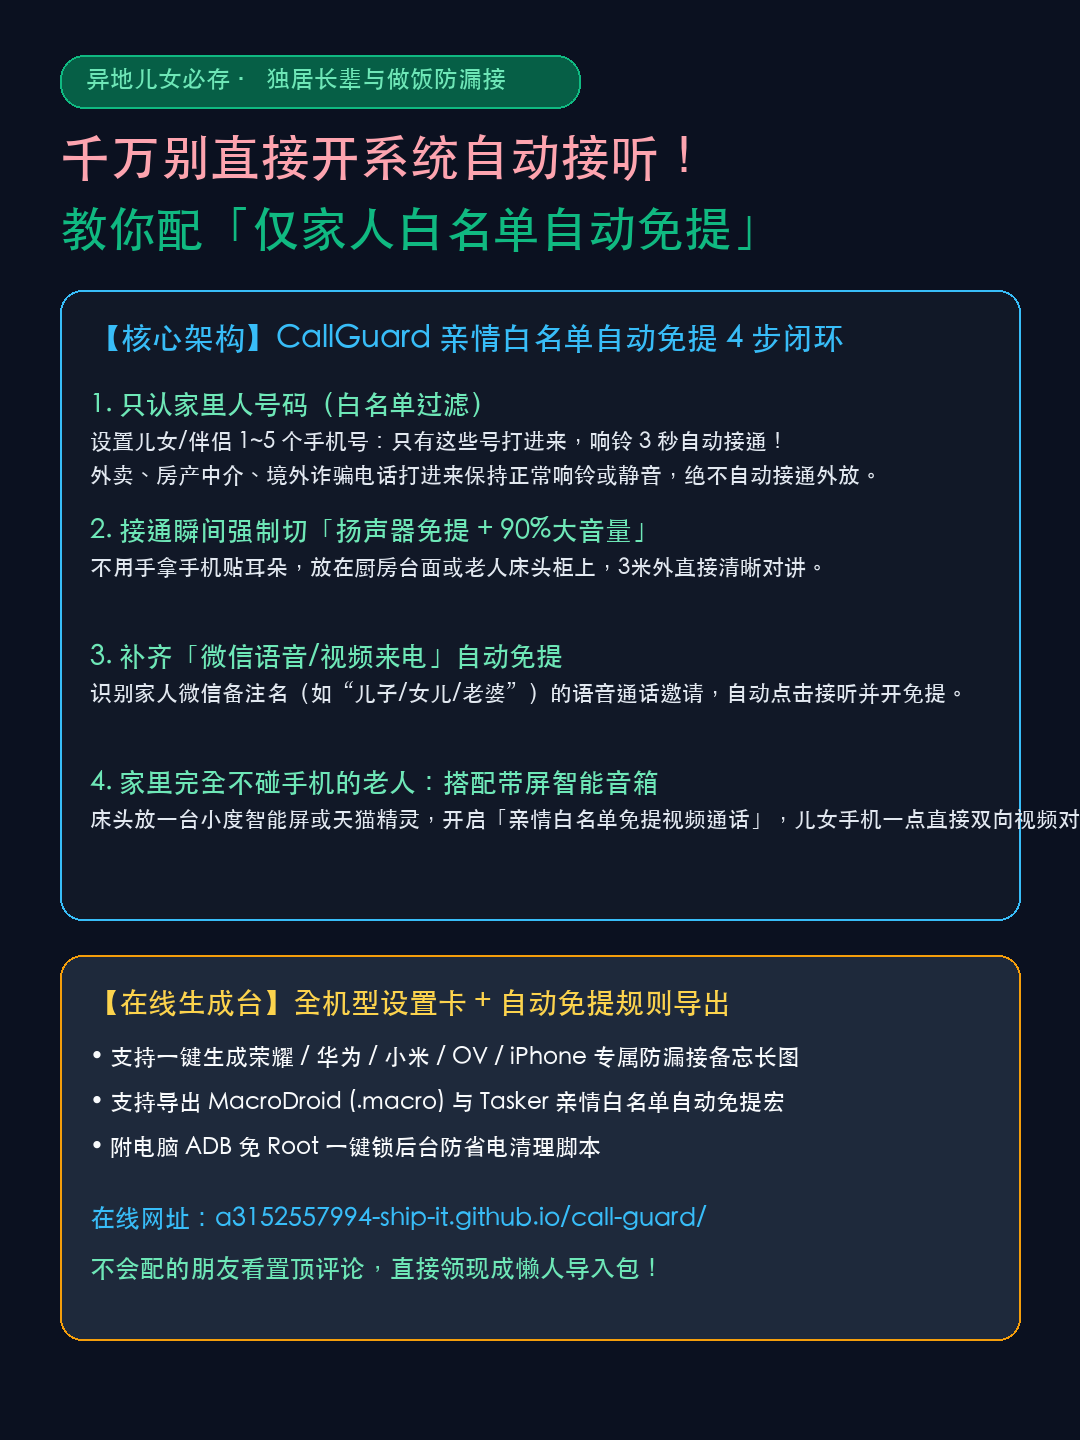 异地儿女必存 · 独居长辈与做饭防漏接
千万别直接开系统自动接听！
教你配「仅家人白名单自动免提」
【核心架构】CallGuard 亲情白名单自动免提 4 步闭环
1. 只认家里人号码（白名单过滤）
设置儿女/伴侣 1~5 个手机号：只有这些号打进来，响铃 3 秒自动接通！
外卖、房产中介、境外诈骗电话打进来保持正常响铃或静音，绝不自动接通外放。
2. 接通瞬间强制切「扬声器免提 + 90%大音量」
不用手拿手机贴耳朵，放在厨房台面或老人床头柜上，3米外直接清晰对讲。
3. 补齐「微信语音/视频来电」自动免提
识别家人微信备注名（如“儿子/女儿/老婆”）的语音通话邀请，自动点击接听并开免提。
4. 家里完全不碰手机的老人：搭配带屏智能音箱
床头放一台小度智能屏或天猫精灵，开启「亲情白名单免提视频通话」，儿女手机一点直接双向视频对
【在线生成台】全机型设置卡 + 自动免提规则导出
• 支持一键生成荣耀 / 华为 / 小米 / OV / iPhone 专属防漏接备忘长图
• 支持导出 MacroDroid (.macro) 与 Tasker 亲情白名单自动免提宏
• 附电脑 ADB 免 Root 一键锁后台防省电清理脚本
在线网址：a3152557994-ship-it.github.io/call-guard/
不会配的朋友看置顶评论，直接领现成懒人导入包！